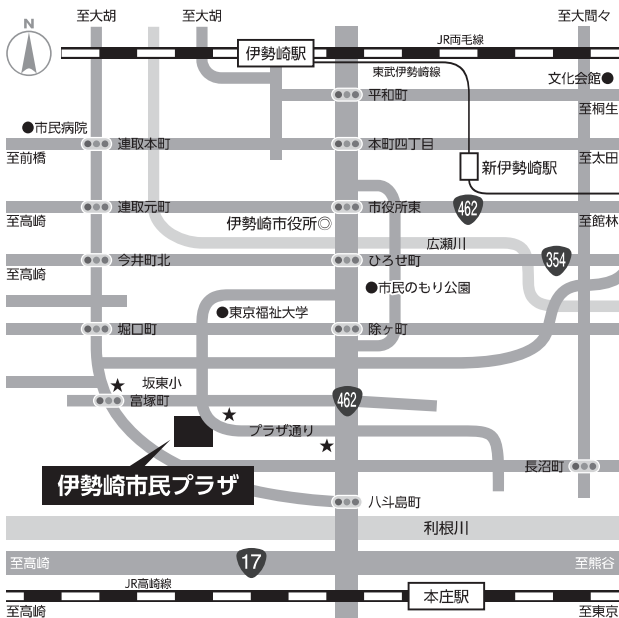 至大胡
至大胡
至大間々
N
JR両毛線
伊勢崎駅
東武伊勢崎線
文化会館●
平和町
至桐生
●市民病院
連取本町
本町四丁目
至前橋
至太田
新伊勢崎駅
連取元町
市役所東
462
至高崎
伊勢崎市役所◎
至館林
広瀬川
今井町北
ひろせ町
354
至高崎
●市民のもり公園
●東京福祉大学
堀口町
除ヶ町
★
坂東小
富塚町
462
★
プラザ通り
★
長沼町
伊勢崎市民プラザ
八斗島町
利根川
至高崎
17
至熊谷
JR高崎線
本庄駅
至高崎
至東京